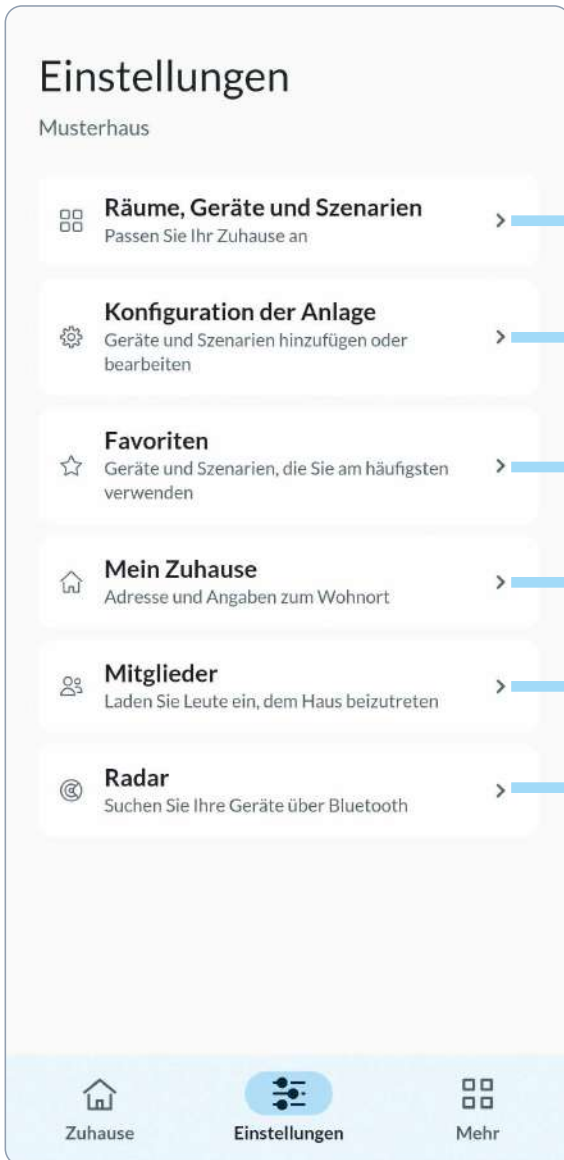 Einstellungen
Musterhaus
Räume, Geräte und Szenarien
Passen Sie Ihr Zuhause an
Konfiguration der Anlage
Geräte und Szenarien hinzufügen oder
bearbeiten
Favoriten
Geräte und Szenarien, die Sie am häufigsten
verwenden
Mein Zuhause
Adresse und Angaben zum Wohnort
Mitglieder
Laden Sie Leute ein, dem Haus beizutreten
Radar
Suchen Sie Ihre Geräte über Bluetooth
Zuhause Einstellungen Mehr